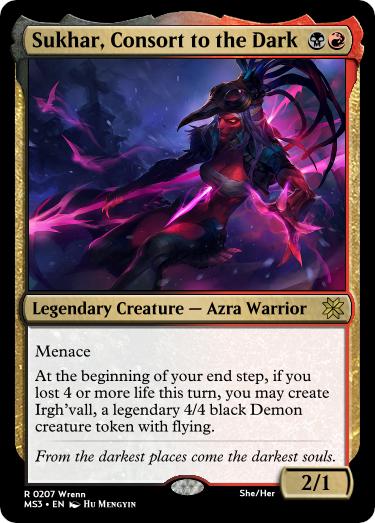 Sukhar, Consort to the Dark
Legendary Creature — Azra Warrior
Menace
At the beginning of your end step, if you
lost 4 or more life this turn, you may create
Irgh'vall, a legendary 4/4 black Demon
creature token with flying.
From the darkest places come the darkest souls.
2/1
R 0207 Wrenn
She/Her
MS3 • EN Hu Mengyin